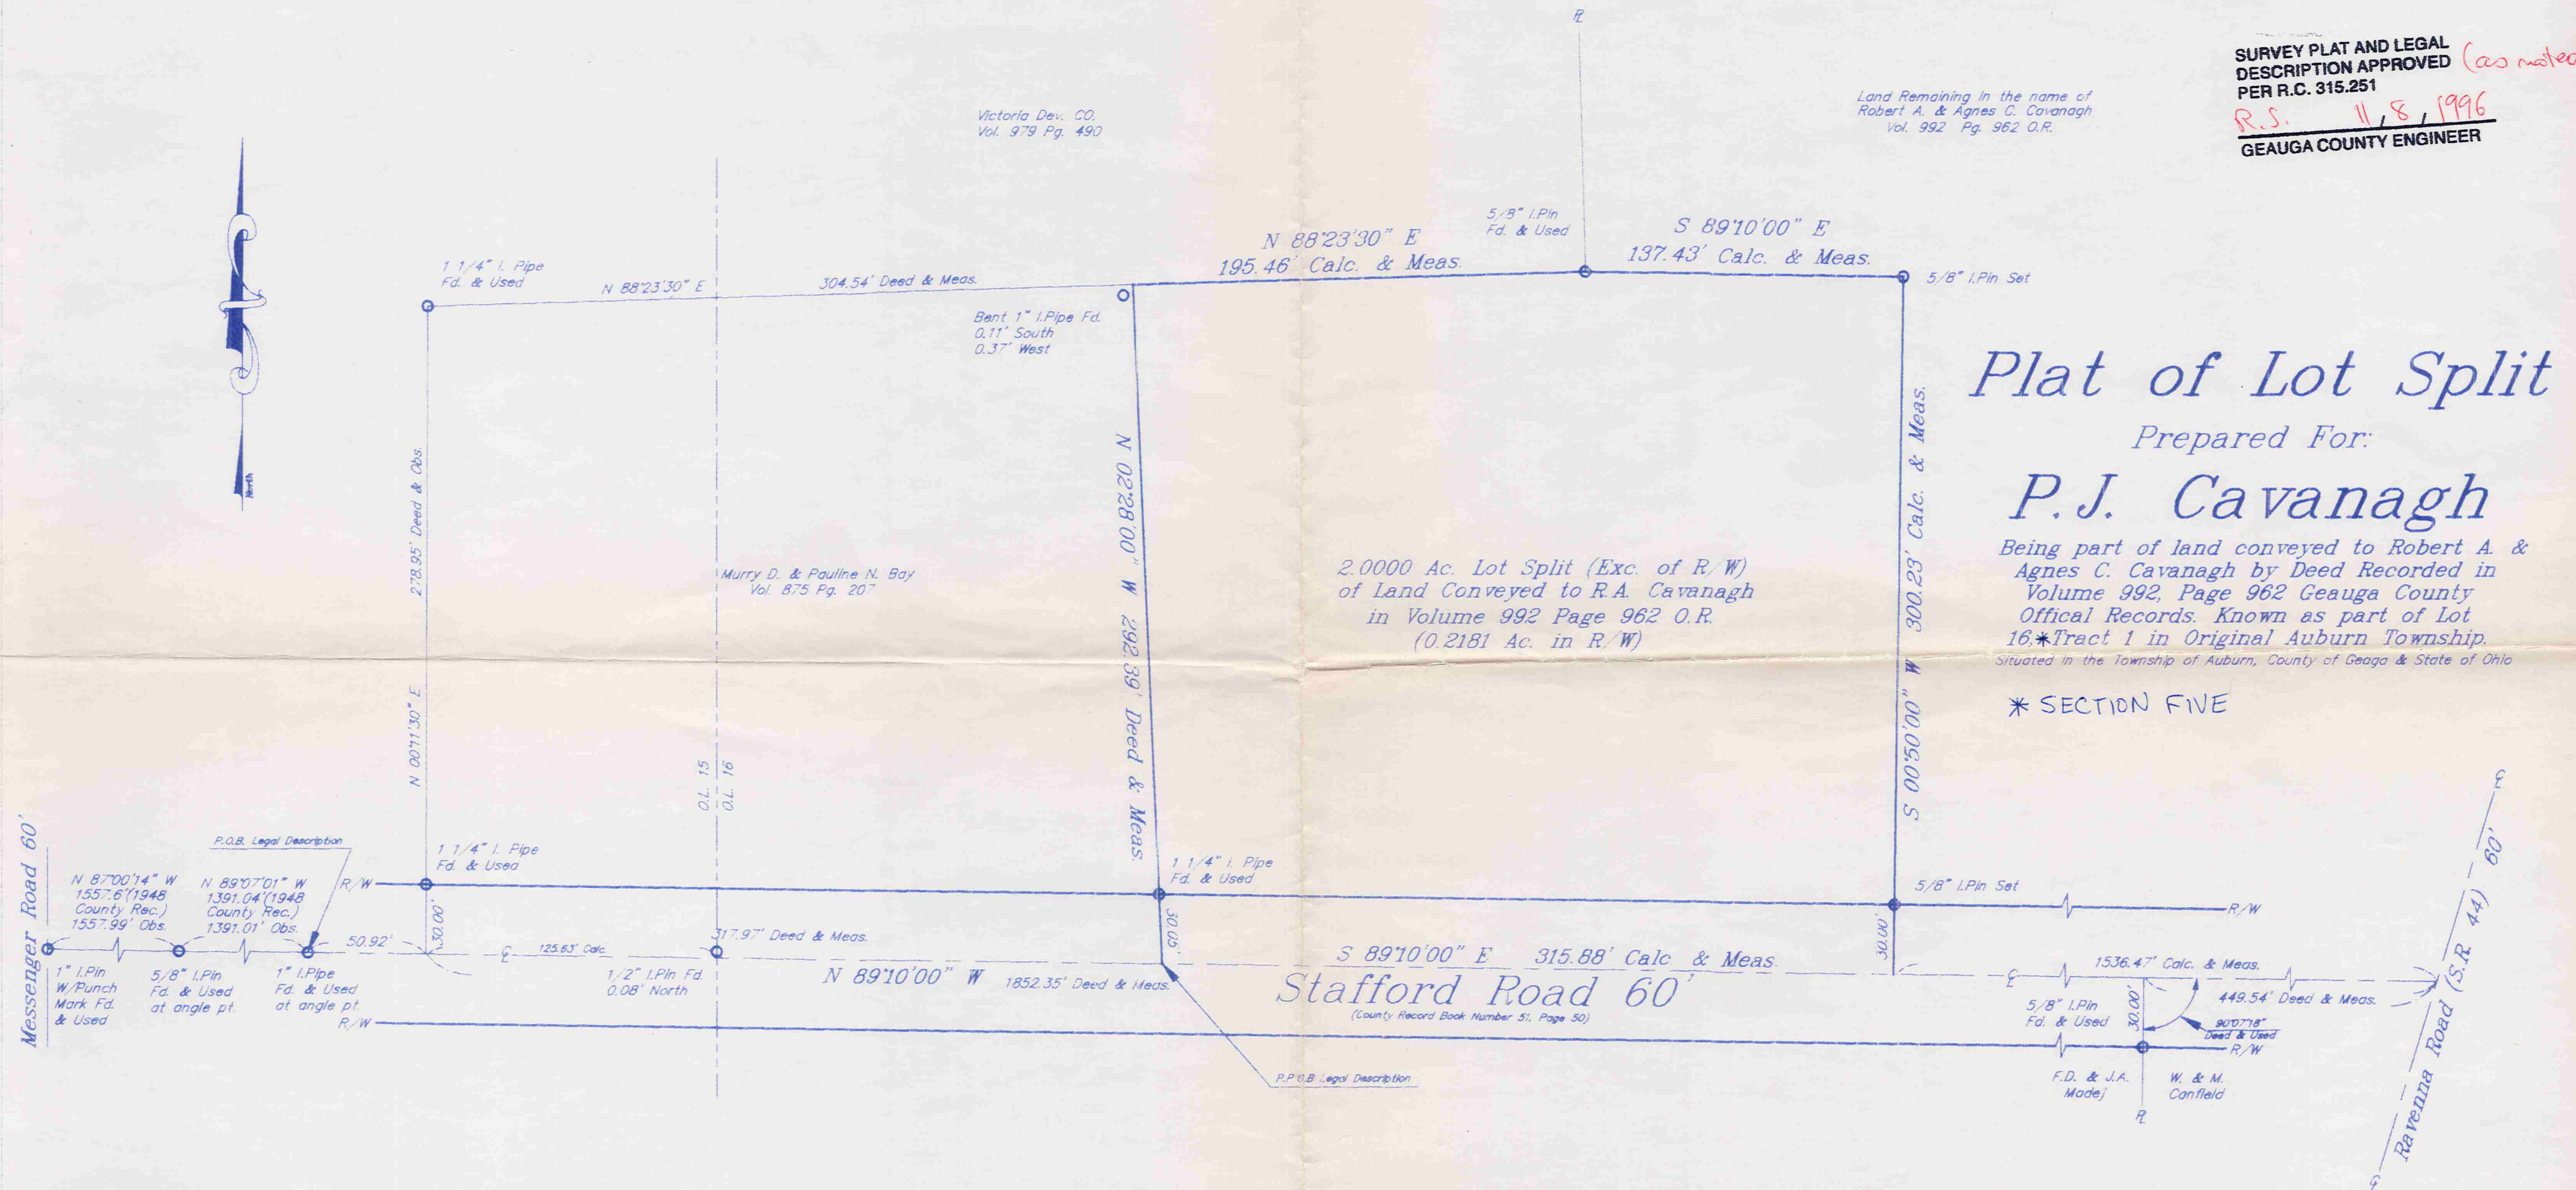 SURVEY PLAT AND LEGAL
DESCRIPTION APPROVED (as noted
PER R.C. 315.251
R.S. 11, 8, 1996
GEAUGA COUNTY ENGINEER
Land Remaining In the name of
Robert A. & Agnes C. Cavanagh
Vol. 992 Pg. 962 O.R.
Victoria Dev. CO.
Vol. 979 Pg. 490
North
1 1/4" I. Pipe
Fd. & Used
N 88°23'30" E
304.54' Deed & Meas.
Bent 1" I.Pipe Fd.
0.11' South
0.37' West
N 88°23'30" E
195.46' Calc. & Meas.
5/8" I.Pin
Fd. & Used
S 89°10'00" E
137.43' Calc. & Meas.
5/8" I.Pin Set
Plat of Lot Split
Prepared For:
P.J. Cavanagh
Being part of land conveyed to Robert A. &
Agnes C. Cavanagh by Deed Recorded in
Volume 992, Page 962 Geauga County
Offical Records. Known as part of Lot
16,*Tract 1 in Original Auburn Township.
Situated in the Township of Auburn, County of Geaga & State of Ohio
* SECTION FIVE
N 00°11'30" E 278.95' Deed & Obs.
Murry D. & Pauline N. Bay
Vol. 875 Pg. 207
O.L. 15
O.L. 16
N 02°28'00" W 292.39' Deed & Meas.
2.0000 Ac. Lot Split (Exc. of R/W)
of Land Conveyed to R.A. Cavanagh
in Volume 992 Page 962 O.R.
(0.2181 Ac. in R/W)
S 00°50'00" W 300.23' Calc. & Meas.
Messenger Road 60'
P.O.B. Legal Description
N 87°00'14" W
1557.6'(1948
County Rec.)
1557.99' Obs.
N 89°07'01" W
1391.04'(1948
County Rec.)
1391.01' Obs.
R/W
1 1/4" I. Pipe
Fd. & Used
1 1/4" I. Pipe
Fd. & Used
5/8" I.Pin Set
R/W
50.92'
30.00'
125.63' Calc.
317.97' Deed & Meas.
30.05'
S 89°10'00" E 315.88' Calc & Meas.
30.00'
1536.47' Calc. & Meas.
1" I.Pin
W/Punch
Mark Fd.
& Used
5/8" I.Pin
Fd. & Used
at angle pt.
1" I.Pipe
Fd. & Used
at angle pt.
1/2" I.Pin Fd.
0.08' North
N 89°10'00" W 1852.35' Deed & Meas.
Stafford Road 60'
(County Record Book Number 51, Page 50)
5/8" I.Pin
Fd. & Used
30.00'
449.54' Deed & Meas.
90°07'18"
Deed & Used
R/W
R/W
P.P.O.B Legal Description
F.D. & J.A.
Madej
W. & M.
Canfield
Ravenna Road (S.R. 44) 60'